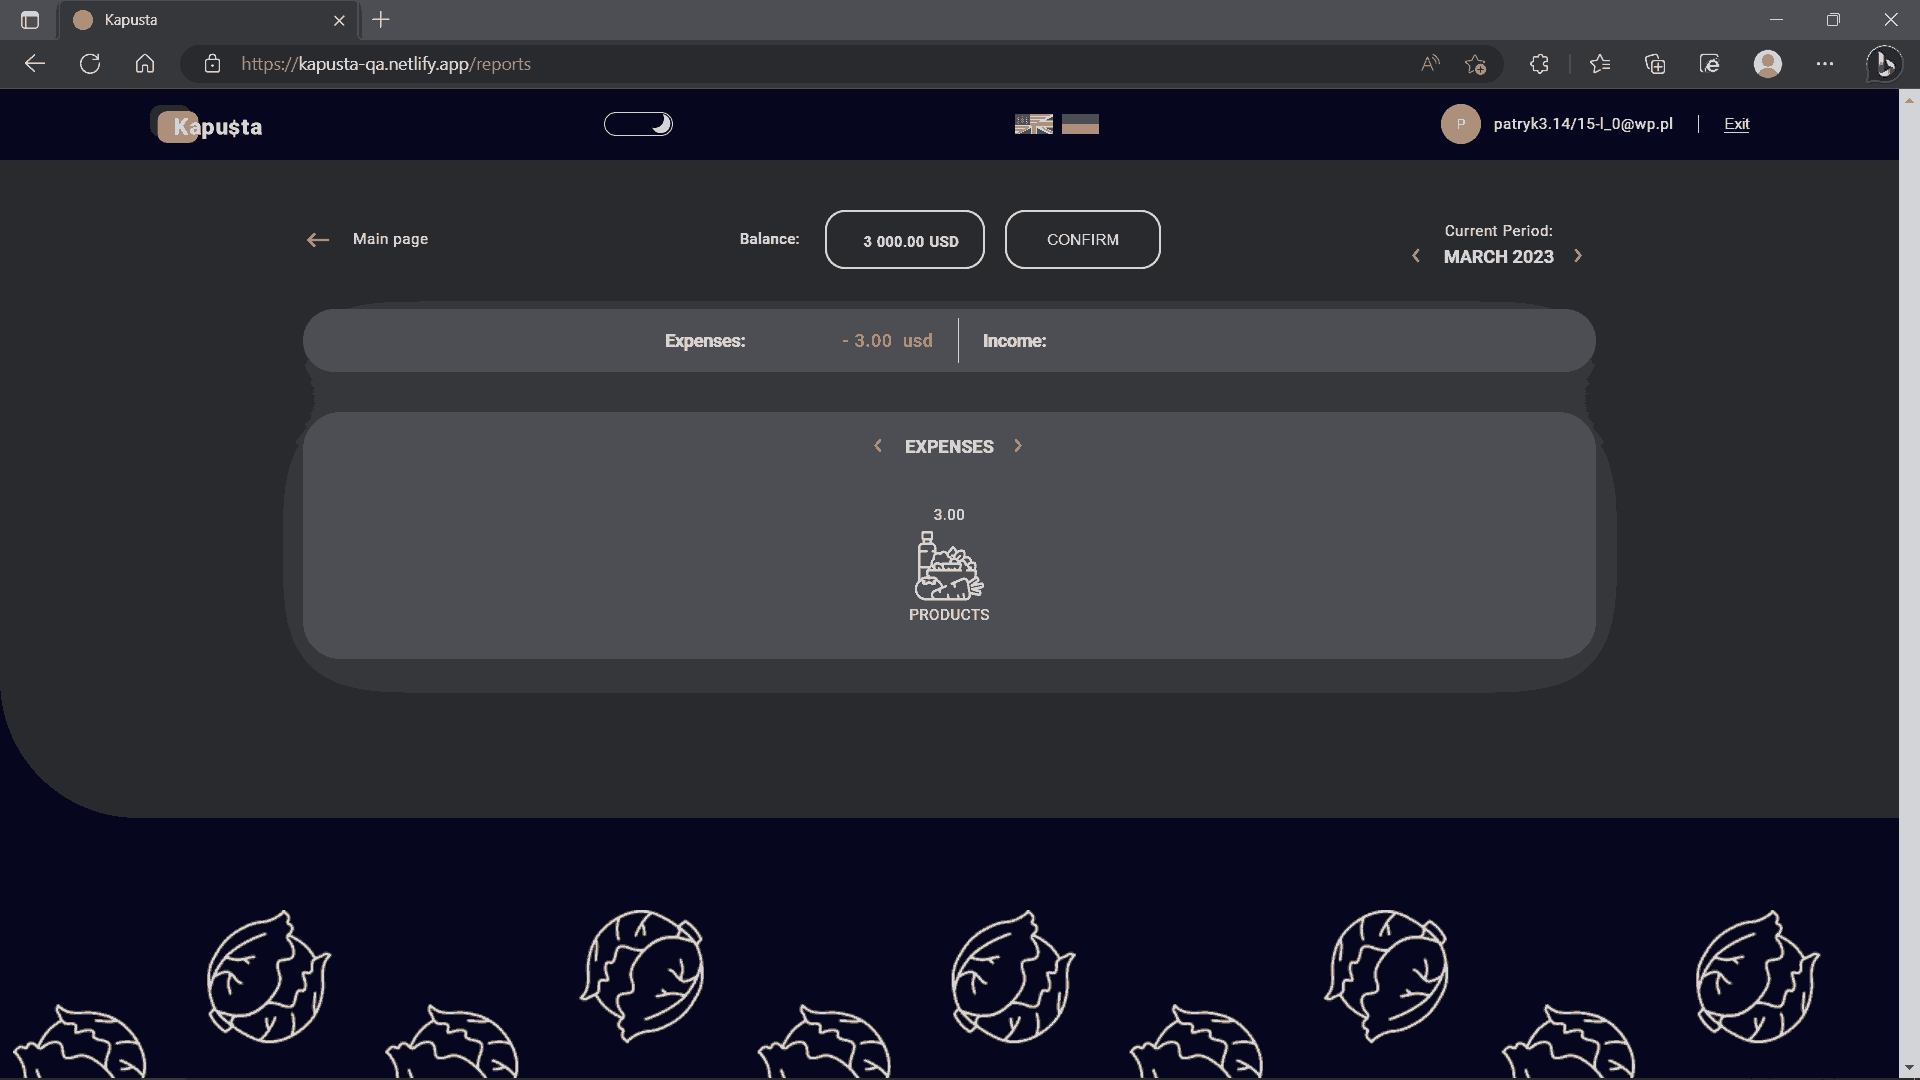 Kapusta
https://kapusta-qa.netlify.app/reports
Kapu$ta
P
patryk3.14/15-l_0@wp.pl
Exit
Main page
Balance:
3 000.00 USD
CONFIRM
Current Period:
MARCH 2023
Expenses:
- 3.00 usd
Income:
EXPENSES
3.00
PRODUCTS